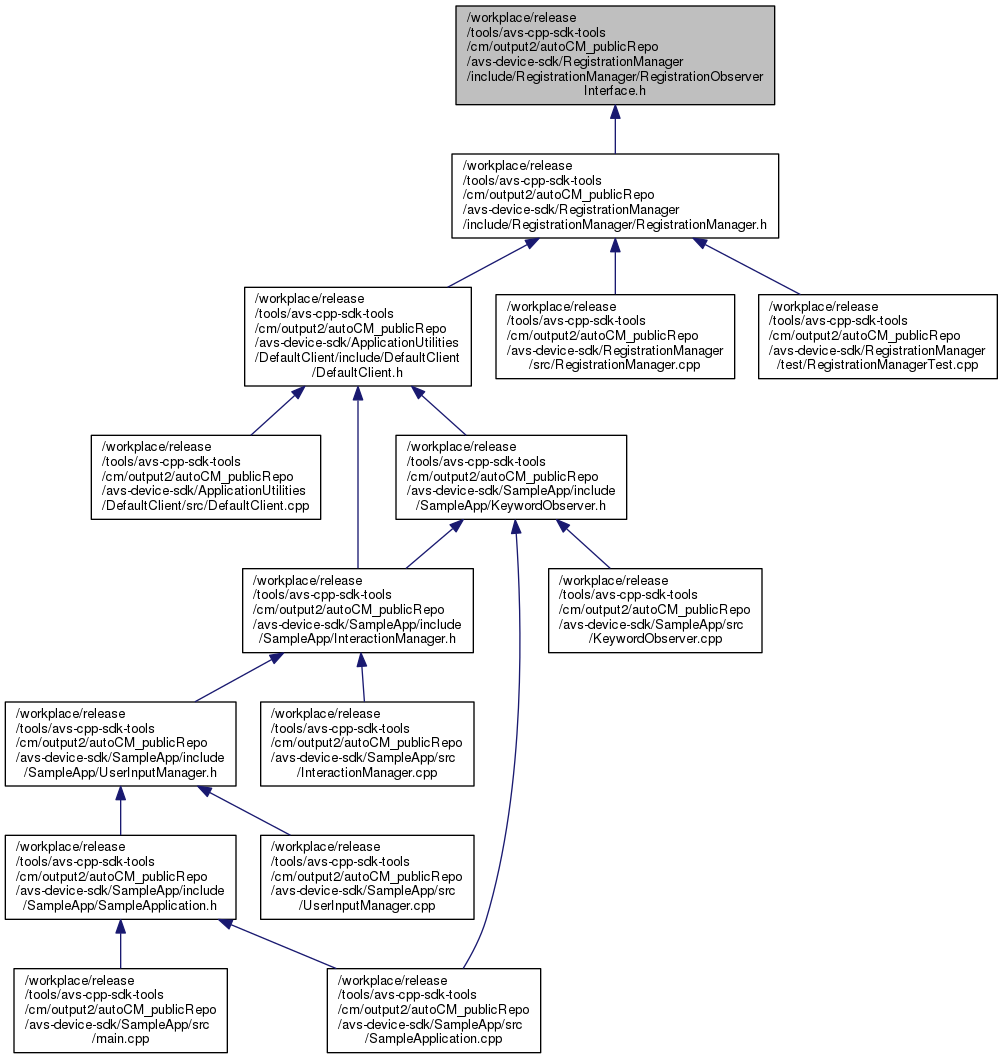 /workplace/release
/tools/avs-cpp-sdk-tools
/cm/output2/autoCM_publicRepo
/avs-device-sdk/RegistrationManager
/include/RegistrationManager/RegistrationObserver
Interface.h
/workplace/release
/tools/avs-cpp-sdk-tools
/cm/output2/autoCM_publicRepo
/avs-device-sdk/RegistrationManager
/include/RegistrationManager/RegistrationManager.h
/workplace/release
/tools/avs-cpp-sdk-tools
/cm/output2/autoCM_publicRepo
/avs-device-sdk/ApplicationUtilities
/DefaultClient/include/DefaultClient
/DefaultClient.h
/workplace/release
/tools/avs-cpp-sdk-tools
/cm/output2/autoCM_publicRepo
/avs-device-sdk/RegistrationManager
/src/RegistrationManager.cpp
/workplace/release
/tools/avs-cpp-sdk-tools
/cm/output2/autoCM_publicRepo
/avs-device-sdk/RegistrationManager
/test/RegistrationManagerTest.cpp
/workplace/release
/tools/avs-cpp-sdk-tools
/cm/output2/autoCM_publicRepo
/avs-device-sdk/ApplicationUtilities
/DefaultClient/src/DefaultClient.cpp
/workplace/release
/tools/avs-cpp-sdk-tools
/cm/output2/autoCM_publicRepo
/avs-device-sdk/SampleApp/include
/SampleApp/KeywordObserver.h
/workplace/release
/tools/avs-cpp-sdk-tools
/cm/output2/autoCM_publicRepo
/avs-device-sdk/SampleApp/include
/SampleApp/InteractionManager.h
/workplace/release
/tools/avs-cpp-sdk-tools
/cm/output2/autoCM_publicRepo
/avs-device-sdk/SampleApp/src
/KeywordObserver.cpp
/workplace/release
/tools/avs-cpp-sdk-tools
/cm/output2/autoCM_publicRepo
/avs-device-sdk/SampleApp/include
/SampleApp/UserInputManager.h
/workplace/release
/tools/avs-cpp-sdk-tools
/cm/output2/autoCM_publicRepo
/avs-device-sdk/SampleApp/src
/InteractionManager.cpp
/workplace/release
/tools/avs-cpp-sdk-tools
/cm/output2/autoCM_publicRepo
/avs-device-sdk/SampleApp/include
/SampleApp/SampleApplication.h
/workplace/release
/tools/avs-cpp-sdk-tools
/cm/output2/autoCM_publicRepo
/avs-device-sdk/SampleApp/src
/UserInputManager.cpp
/workplace/release
/tools/avs-cpp-sdk-tools
/cm/output2/autoCM_publicRepo
/avs-device-sdk/SampleApp/src
/main.cpp
/workplace/release
/tools/avs-cpp-sdk-tools
/cm/output2/autoCM_publicRepo
/avs-device-sdk/SampleApp/src
/SampleApplication.cpp